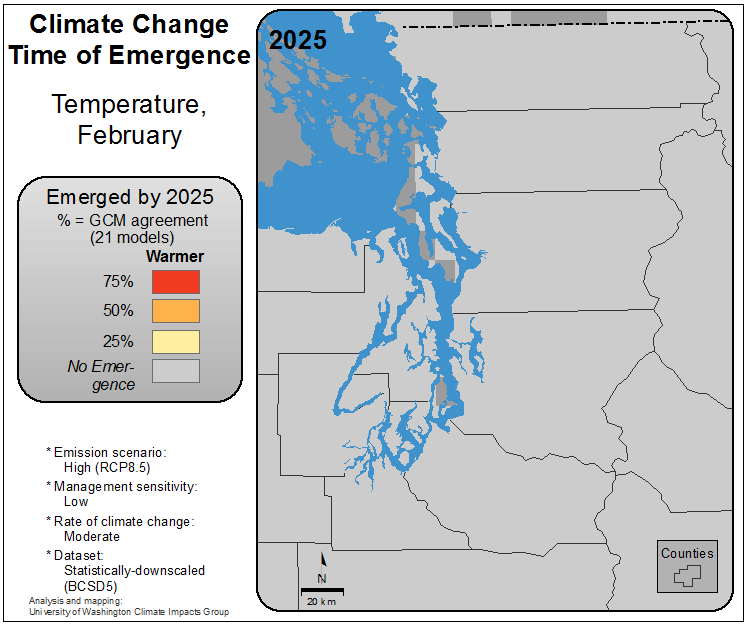 Climate Change
Time of Emergence
Temperature,
February
Emerged by 2025
% = GCM agreement
(21 models)
Warmer
75%
50%
25%
No Emer-
gence
* Emission scenario:
High (RCP8.5)
* Management sensitivity:
Low
* Rate of climate change:
Moderate
* Dataset:
Statistically-downscaled
(BCSD5)
Analysis and mapping:
University of Washington Climate Impacts Group
2025
N
20 km
Counties